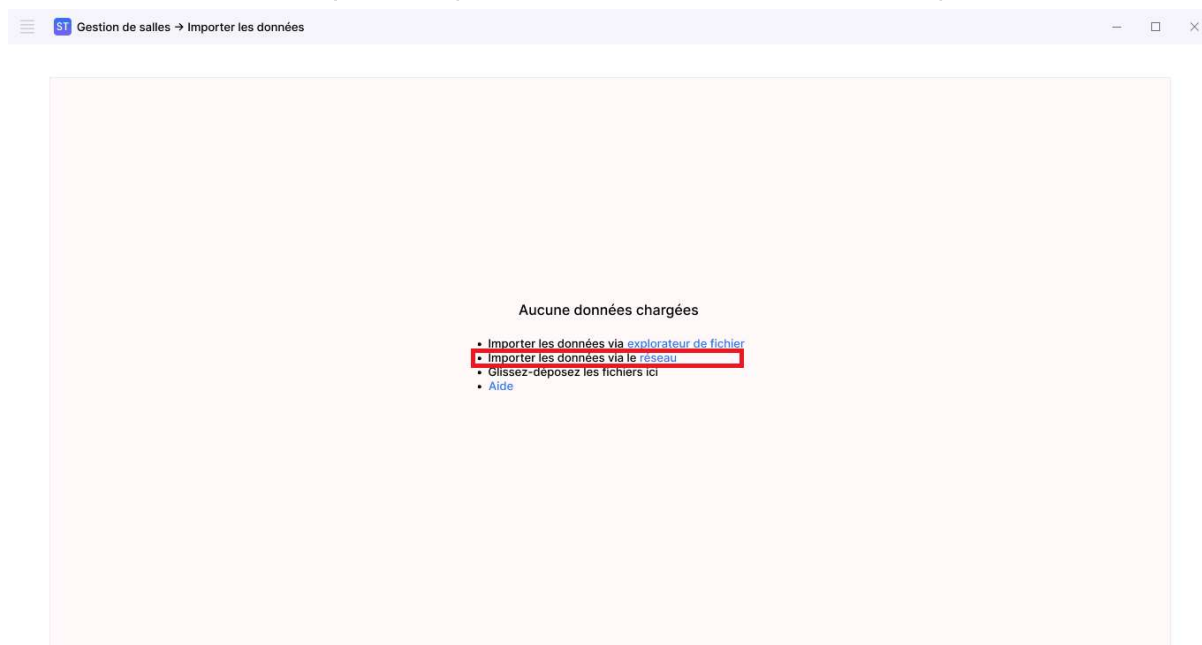 ST Gestion de salles → Importer les données
Aucune données chargées
• Importer les données via explorateur de fichier
• Importer les données via le réseau
• Glissez-déposez les fichiers ici
• Aide